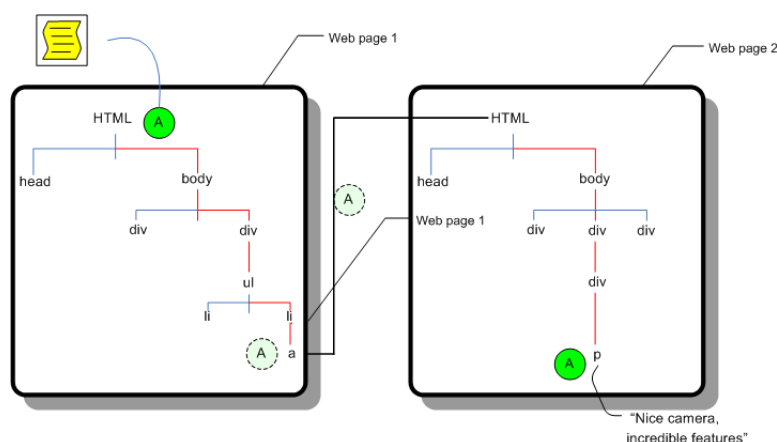 Web page 1
Web page 2
HTML
A
HTML
head
body
head
body
A
div
div
Web page 1
div
div
div
ul
div
li
li
A
a
A
p
“Nice camera,
incredible features”